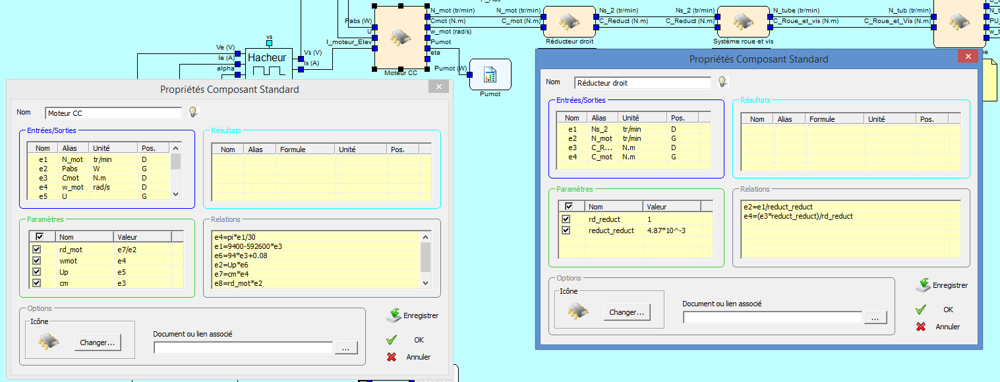 P_Abs
N_mot (tr/min) N_mot (tr/min) Ns_2 (tr/min) Ns_2 (tr/min) N_tube (tr/min) N_tub (tr/min)
Pabs (W) Cmot (N.m) C_mot (N.m) C_Reduct (N.m) C_Reduct (N.m) C_Roue_et_vis (N.m) C_Roue_et_Vis (N.m)
U w_mot (rad/s)
I_moteur_Elev Pumot
eta
Réducteur droit Système roue et vis
vs
Ve (V) Vs (V)
Ie (A) Is (A)
alpha
Hacheur
Moteur CC
Pumot (W)
Pumot
Propriétés Composant Standard
Nom Moteur CC
Entrées/Sorties
Nom Alias Unité Pos.
e1 N_mot tr/min D
e2 Pabs W G
e3 Cmot N.m D
e4 w_mot rad/s D
e5 U G
Résultats
Nom Alias Formule Unité Pos.
Paramètres
Nom Valeur
rd_mot e7/e2
wmot e4
Up e5
cm e3
Relations
e4=pi*e1/30
e1=9400-592600*e3
e6=94*e3+0.08
e2=Up*e6
e7=cm*e4
e8=rd_mot*e2
Options
Icône
Changer...
Document ou lien associé
...
Enregistrer
OK
Annuler
Propriétés Composant Standard
Nom Réducteur droit
Entrées/Sorties
Nom Alias Unité Pos.
e1 Ns_2 tr/min D
e2 N_mot tr/min G
e3 C_R... N.m D
e4 C_mot N.m G
Résultats
Nom Alias Formule Unité Pos.
Paramètres
Nom Valeur
rd_reduct 1
reduct_reduct 4.87*10^-3
Relations
e2=e1/reduct_reduct
e4=(e3*reduct_reduct)/rd_reduct
Options
Icône
Changer...
Document ou lien associé
...
Enregistrer
OK
Annuler